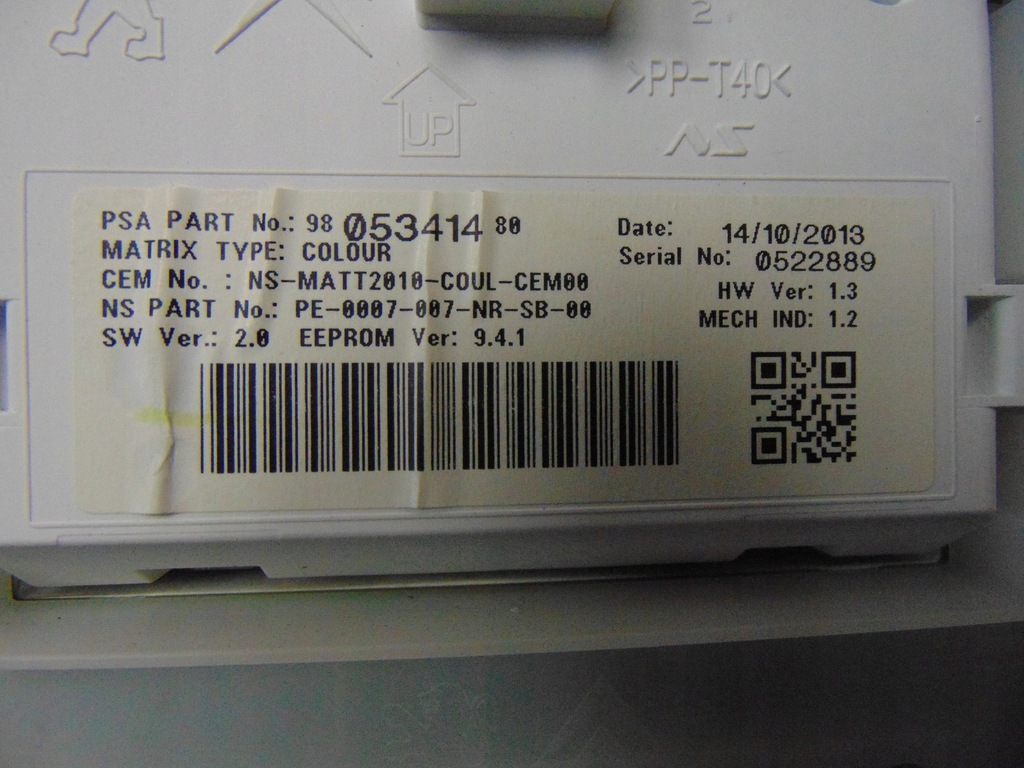 2
>PP-T40<
UP
NS
PSA PART No.: 98 053414 80
MATRIX TYPE: COLOUR
CEM No. : NS-MATT2010-COUL-CEM00
NS PART No.: PE-0007-007-NR-SB-00
SW Ver.: 2.0 EEPROM Ver: 9.4.1
Date: 14/10/2013
Serial No: 0522889
HW Ver: 1.3
MECH IND: 1.2